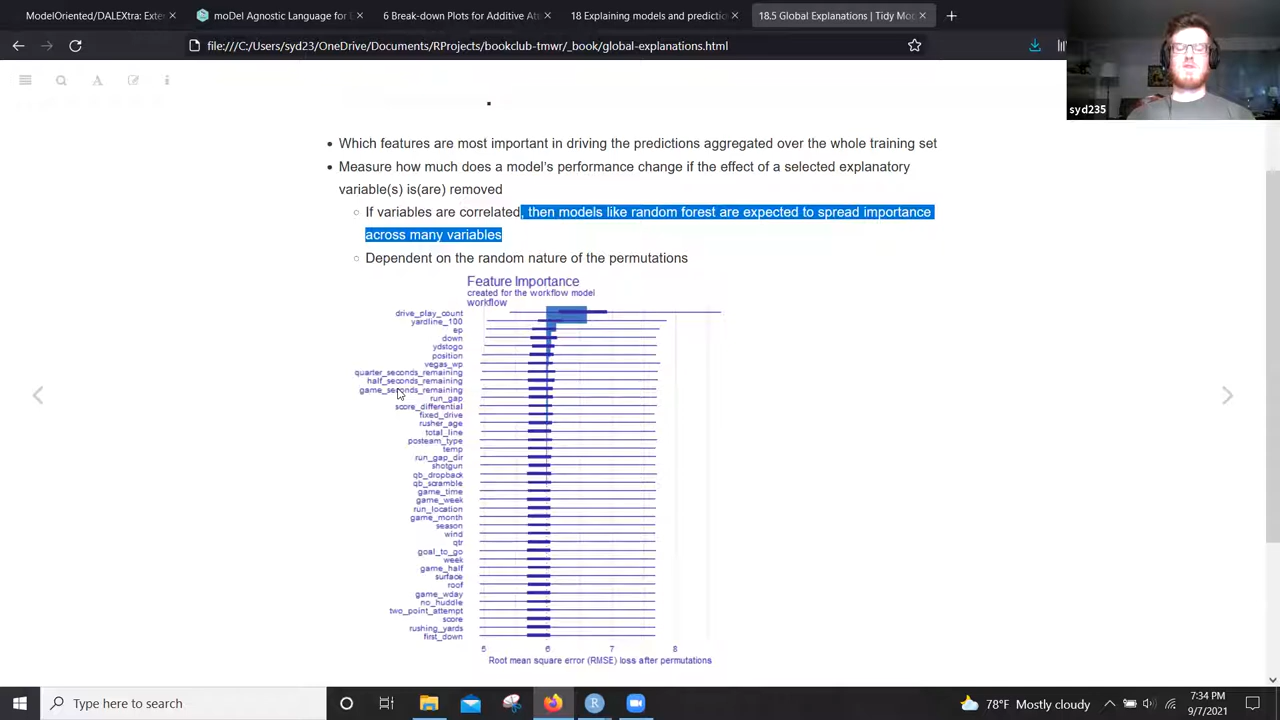 ModelOriented/DALEXtra: Exten
moDel Agnostic Language for E
6 Break-down Plots for Additive At
18 Explaining models and predictio
18.5 Global Explanations | Tidy Mo
file:///C:/Users/syd23/OneDrive/Documents/RProjects/bookclub-tmwr/_book/global-explanations.html
syd235
Which features are most important in driving the predictions aggregated over the whole training set
Measure how much does a model's performance change if the effect of a selected explanatory
variable(s) is(are) removed
If variables are correlated, then models like random forest are expected to spread importance
across many variables
Dependent on the random nature of the permutations
Feature Importance
created for the workflow model
workflow
drive_play_count
yardline_100
ep
down
ydstogo
position
vegas_wp
quarter_seconds_remaining
half_seconds_remaining
game_seconds_remaining
run_gap
score_differential
fixed_drive
rusher_age
total_line
posteam_type
temp
run_gap_dir
shotgun
qb_dropback
qb_scramble
game_time
game_week
run_location
game_month
season
wind
qtr
goal_to_go
week
game_half
surface
roof
game_wday
no_huddle
two_point_attempt
score
rushing_yards
first_down
5 6 7 8
Root mean square error (RMSE) loss after permutations
Type here to search
78°F Mostly cloudy
7:34 PM
9/7/2021